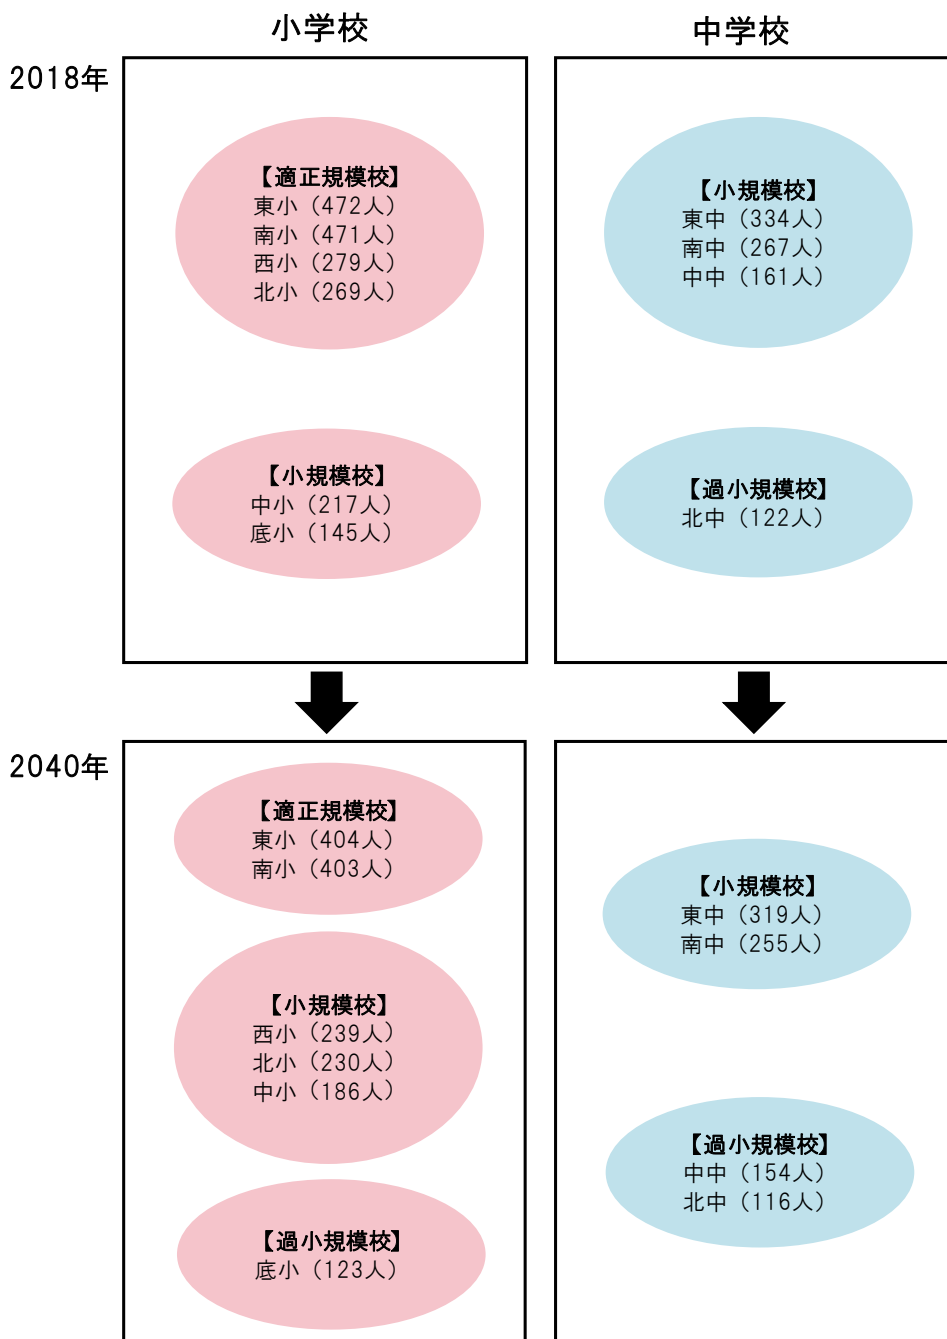 小学校
中学校
2018年
【適正規模校】
東小（472人）
南小（471人）
西小（279人）
北小（269人）
【小規模校】
中小（217人）
底小（145人）
【小規模校】
東中（334人）
南中（267人）
中中（161人）
【過小規模校】
北中（122人）
2040年
【適正規模校】
東小（404人）
南小（403人）
【小規模校】
西小（239人）
北小（230人）
中小（186人）
【過小規模校】
底小（123人）
【小規模校】
東中（319人）
南中（255人）
【過小規模校】
中中（154人）
北中（116人）